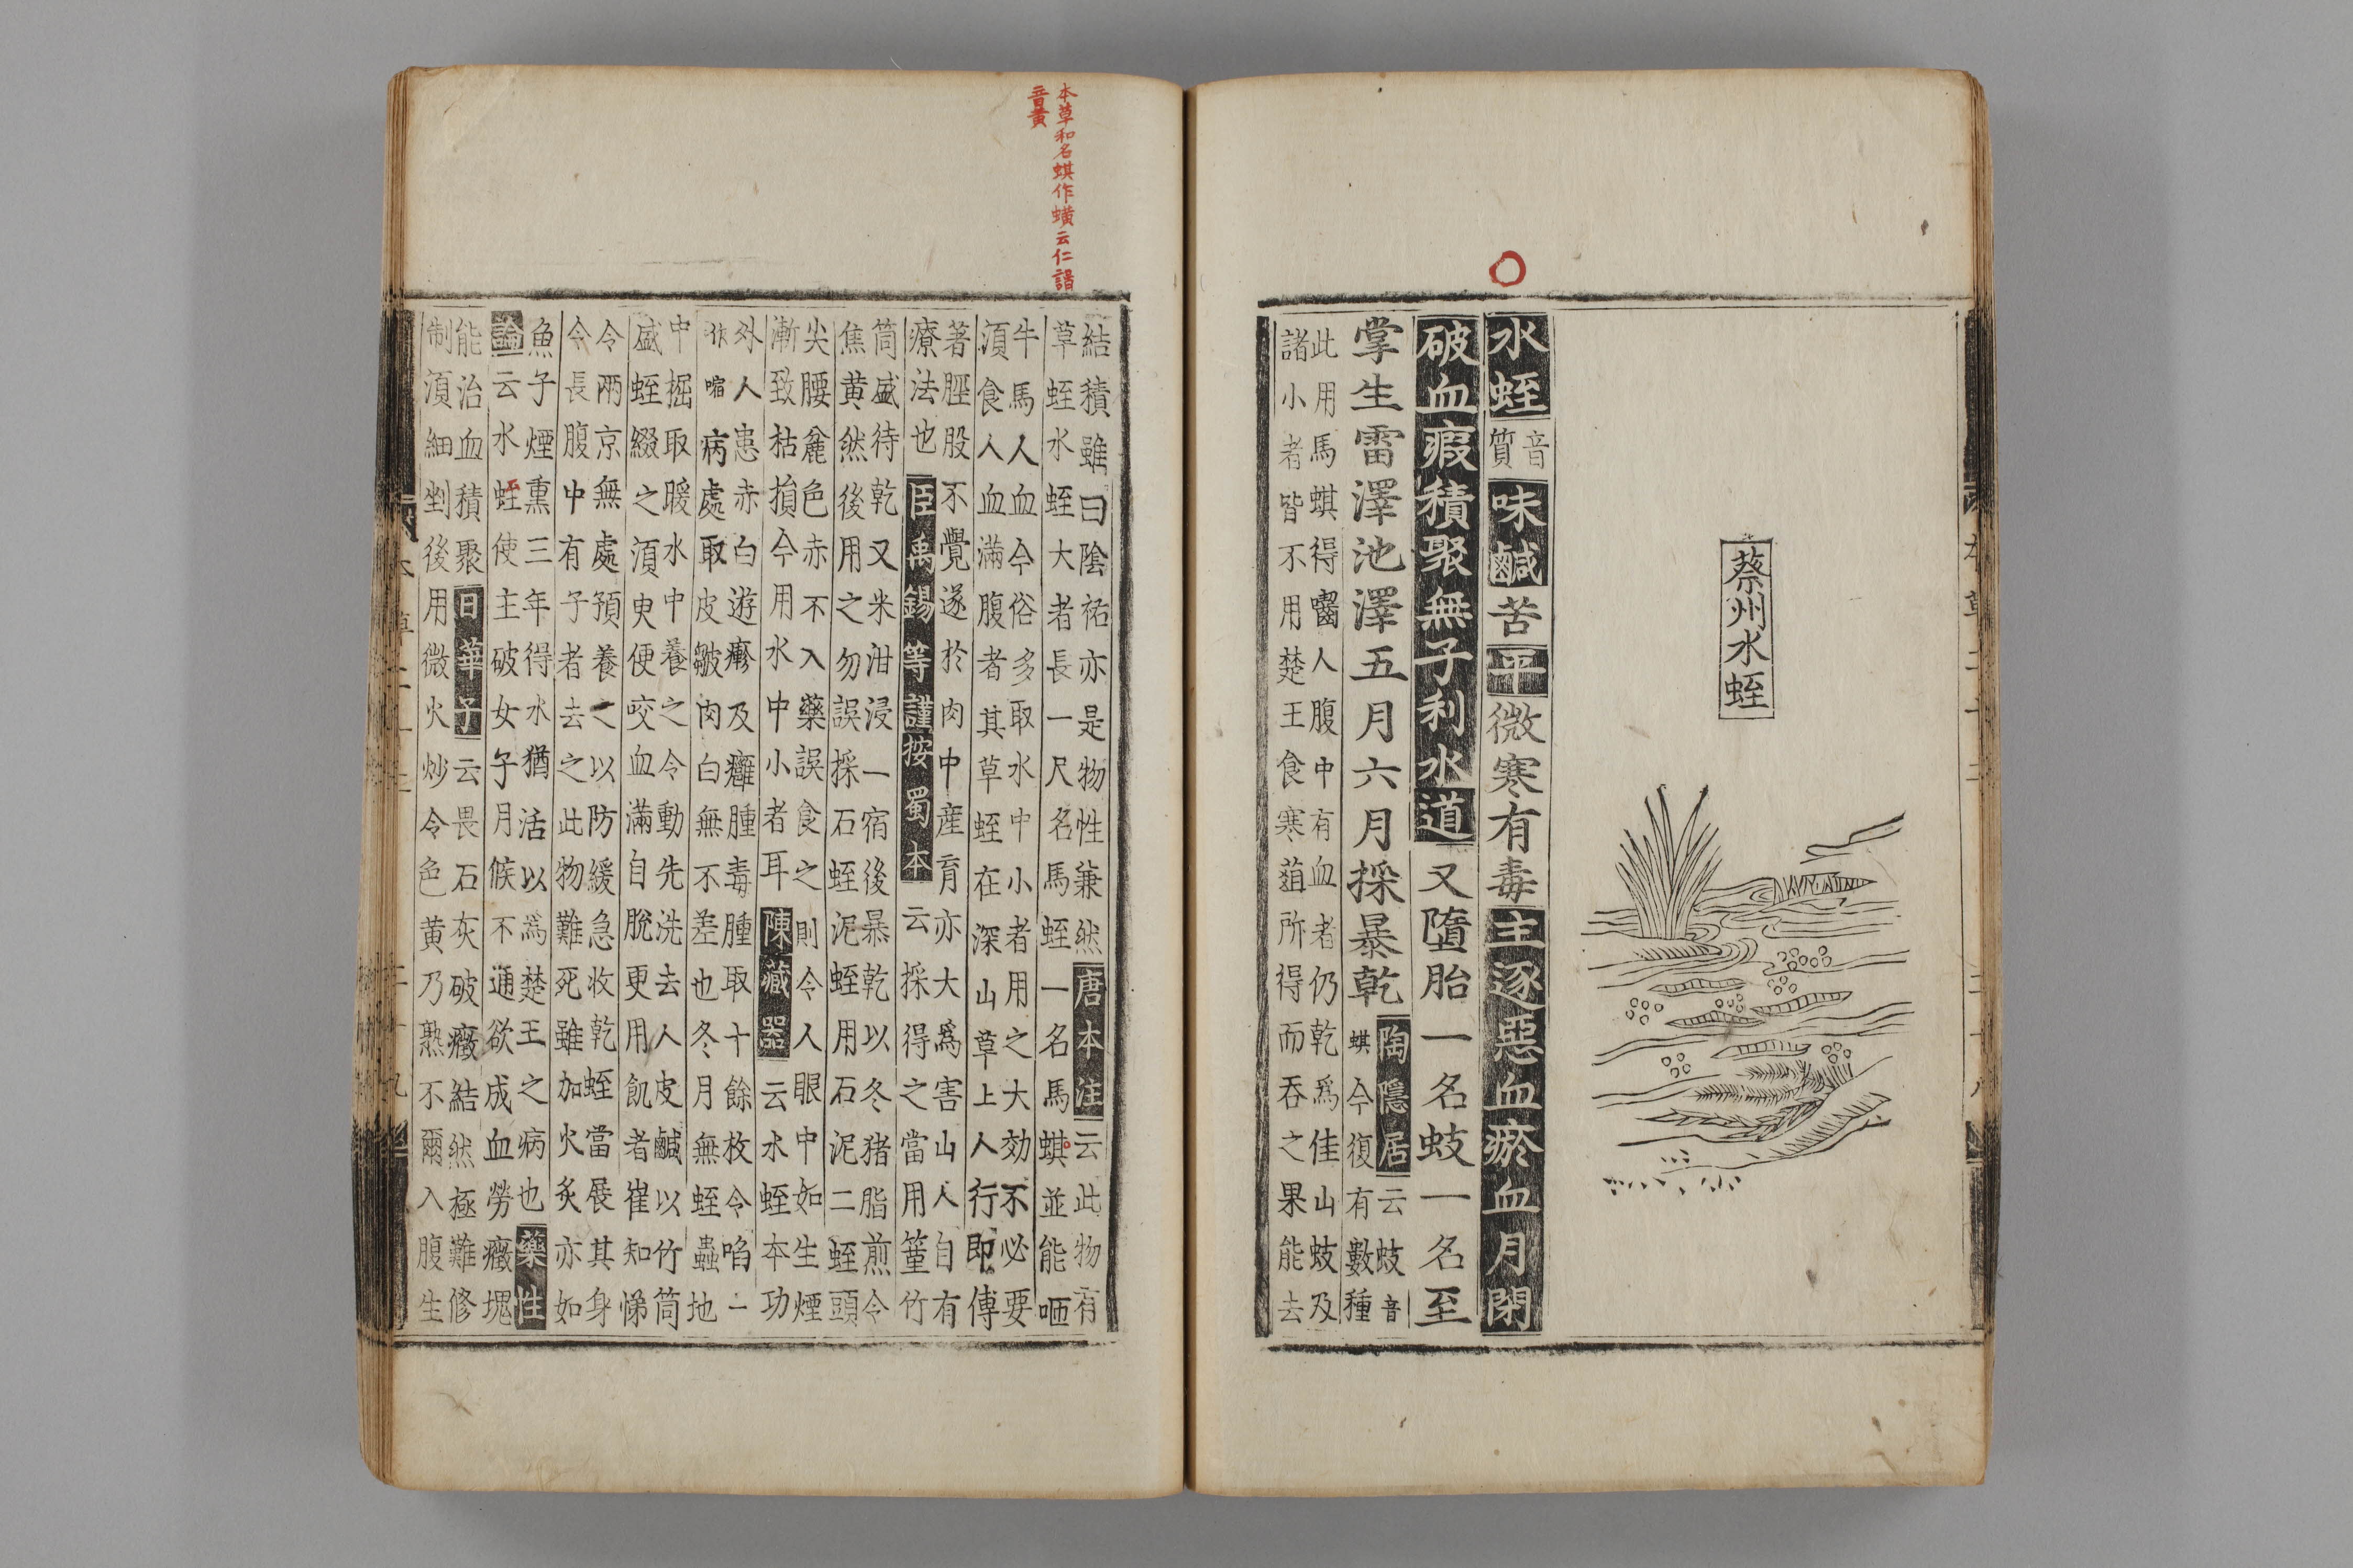 蔡州水蛭
水蛭音質味鹹苦平微寒有毒主逐惡血瘀血月閉
破血瘕積聚無子利水道又墮胎一名蚑一名至
掌生雷澤池澤五月六月採暴乾陶隱居云蚑音
蜞今復有數種
此用馬蜞得囓人腹中有血者仍乾爲佳山蚑及
諸小者皆不用楚王食寒葅所得而吞之果能去
本草和名蜞作蟥云仁諝
音黄
結積雖曰隂祐亦是物性兼然唐本注云此物有
草蛭水蛭大者長一尺名馬蛭一名馬蜞並能咂
牛馬人血今俗多取水中小者用之大効不必要
湏食人血滿腹者其草蛭在深山草上人行即傅
著脛股不覺遂於肉中産育亦大爲害山人自有
療法也臣禹錫等謹按蜀本云採得之當用篁竹
筒盛待乾又米泔浸一宿後暴乾以冬猪脂煎令
焦黄然後用之勿誤採石蛭泥蛭用石泥二蛭頭
尖腰麄色赤不入藥誤食之則令人眼中如生煙
漸致枯損今用水中小者耳陳藏器云水蛭本功
外人患赤白遊癬及癰腫毒腫取十餘枚令啗一
作病處取皮皺肉白無不差也冬月無蛭蟲地
中掘取暖水中養之令動先洗去人皮鹹以竹筒
盛蛭綴之湏臾便咬血滿自脫更用飢者崔知悌
令兩京無處預養之以防緩急收乾蛭當展其身
令長腹中有子者去之此物難死雖加火炙亦如
魚子煙熏三年得水猶活以爲楚王之病也藥性
論云水蛭使主破女子月候不通欲成血勞癥塊
能治血積聚日華子云畏石灰破癥結然極難修
制湏細剉後用微火炒令色黄乃熟不爾入腹生